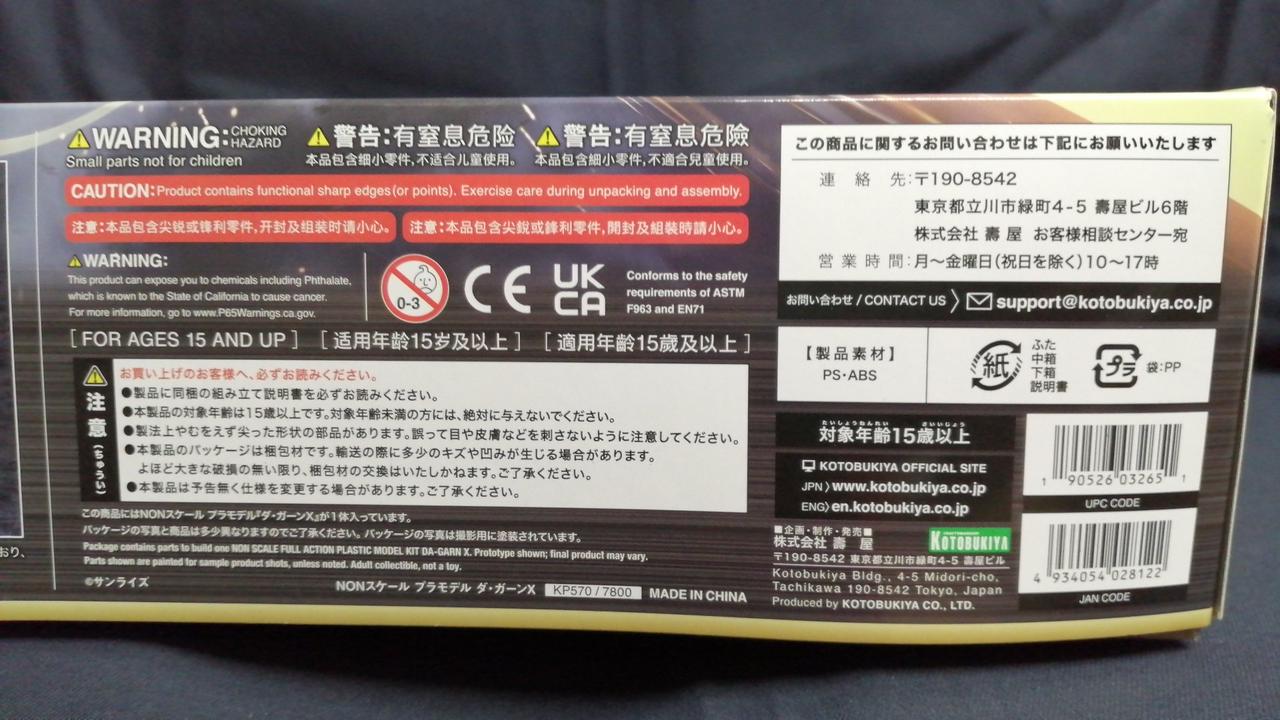 WARNING: CHOKING HAZARD
Small parts not for children
警告:有窒息危险
本品包含细小零件,不适合儿童使用。
警告:有窒息危險
本品包含細小零件,不適合兒童使用。
CAUTION: Product contains functional sharp edges (or points). Exercise care during unpacking and assembly.
注意:本品包含尖锐或锋利零件,开封及组装时请小心。
注意:本品包含尖銳或鋒利零件,開封及組裝時請小心。
WARNING:
This product can expose you to chemicals including Phthalate,
which is known to the State of California to cause cancer.
For more information, go to www.P65Warnings.ca.gov.
0-3
CE
UK
CA
Conforms to the safety
requirements of ASTM
F963 and EN71
[ FOR AGES 15 AND UP ] [ 适用年龄15岁及以上 ] [ 適用年齡15歲及以上 ]
注意(ちゅうい)
お買い上げのお客様へ、必ずお読みください。
●製品に同梱の組み立て説明書を必ずお読みください。
●本製品の対象年齢は15歳以上です。対象年齢未満の方には、絶対に与えないでください。
●製法上やむをえず尖った形状の部品があります。誤って目や皮膚などを刺さないように注意してください。
●本製品のパッケージは梱包材です。輸送の際に多少のキズや凹みが生じる場合があります。
よほど大きな破損の無い限り、梱包材の交換はいたしかねます。ご了承ください。
●本製品は予告無く仕様を変更する場合があります。ご了承ください。
この商品にはNONスケール プラモデル『ダ・ガーンX』が1体入っています。
パッケージの写真と商品は多少異なりますのでご了承ください。パッケージの写真は撮影用に塗装されています。
Package contains parts to build one NON SCALE FULL ACTION PLASTIC MODEL KIT DA-GARN X. Prototype shown; final product may vary.
Parts shown are painted for sample product shots, unless noted. Adult collectible, not a toy.
©サンライズ
NONスケール プラモデル ダ・ガーンX KP570 / 7800 MADE IN CHINA
おり、
この商品に関するお問い合わせは下記にお願いいたします
連絡先:〒190-8542
東京都立川市緑町4-5 壽屋ビル6階
株式会社 壽屋 お客様相談センター宛
営業時間:月〜金曜日(祝日を除く)10〜17時
お問い合わせ / CONTACT US 〉 support@kotobukiya.co.jp
【製品素材】
PS・ABS
紙
ふた
中箱
下箱
説明書
プラ
袋:PP
たいしょうねんれい さいいじょう
対象年齢15歳以上
KOTOBUKIYA OFFICIAL SITE
JPN 〉www.kotobukiya.co.jp
ENG〉en.kotobukiya.co.jp
■企画・制作・発売■
株式会社 壽 屋
KOTOBUKIYA
〒190-8542 東京都立川市緑町4-5 壽屋ビル
Kotobukiya Bldg., 4-5 Midori-cho,
Tachikawa 190-8542 Tokyo, Japan
Produced by KOTOBUKIYA CO., LTD.
1 90526 03265 1
UPC CODE
4 934054 028122
JAN CODE